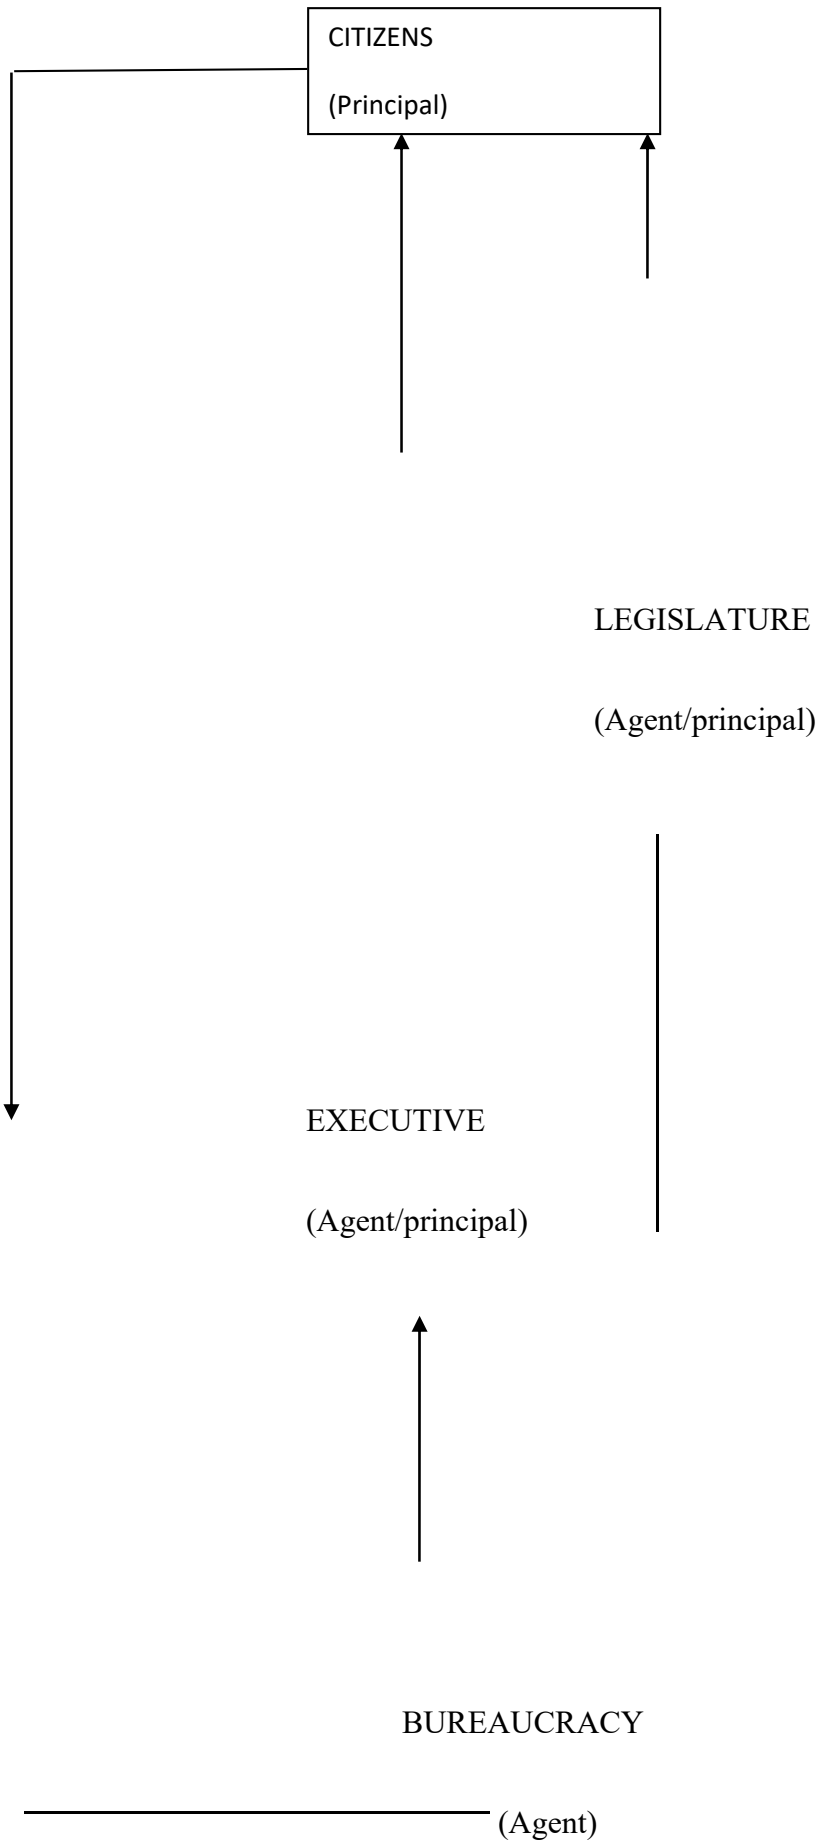 CITIZENS
(Principal)
LEGISLATURE
(Agent/principal)
EXECUTIVE
(Agent/principal)
BUREAUCRACY
(Agent)